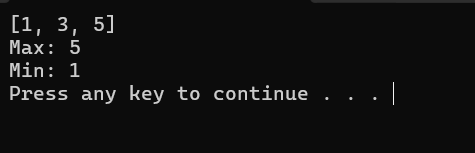 [1, 3, 5]
Max: 5
Min: 1
Press any key to continue . . .